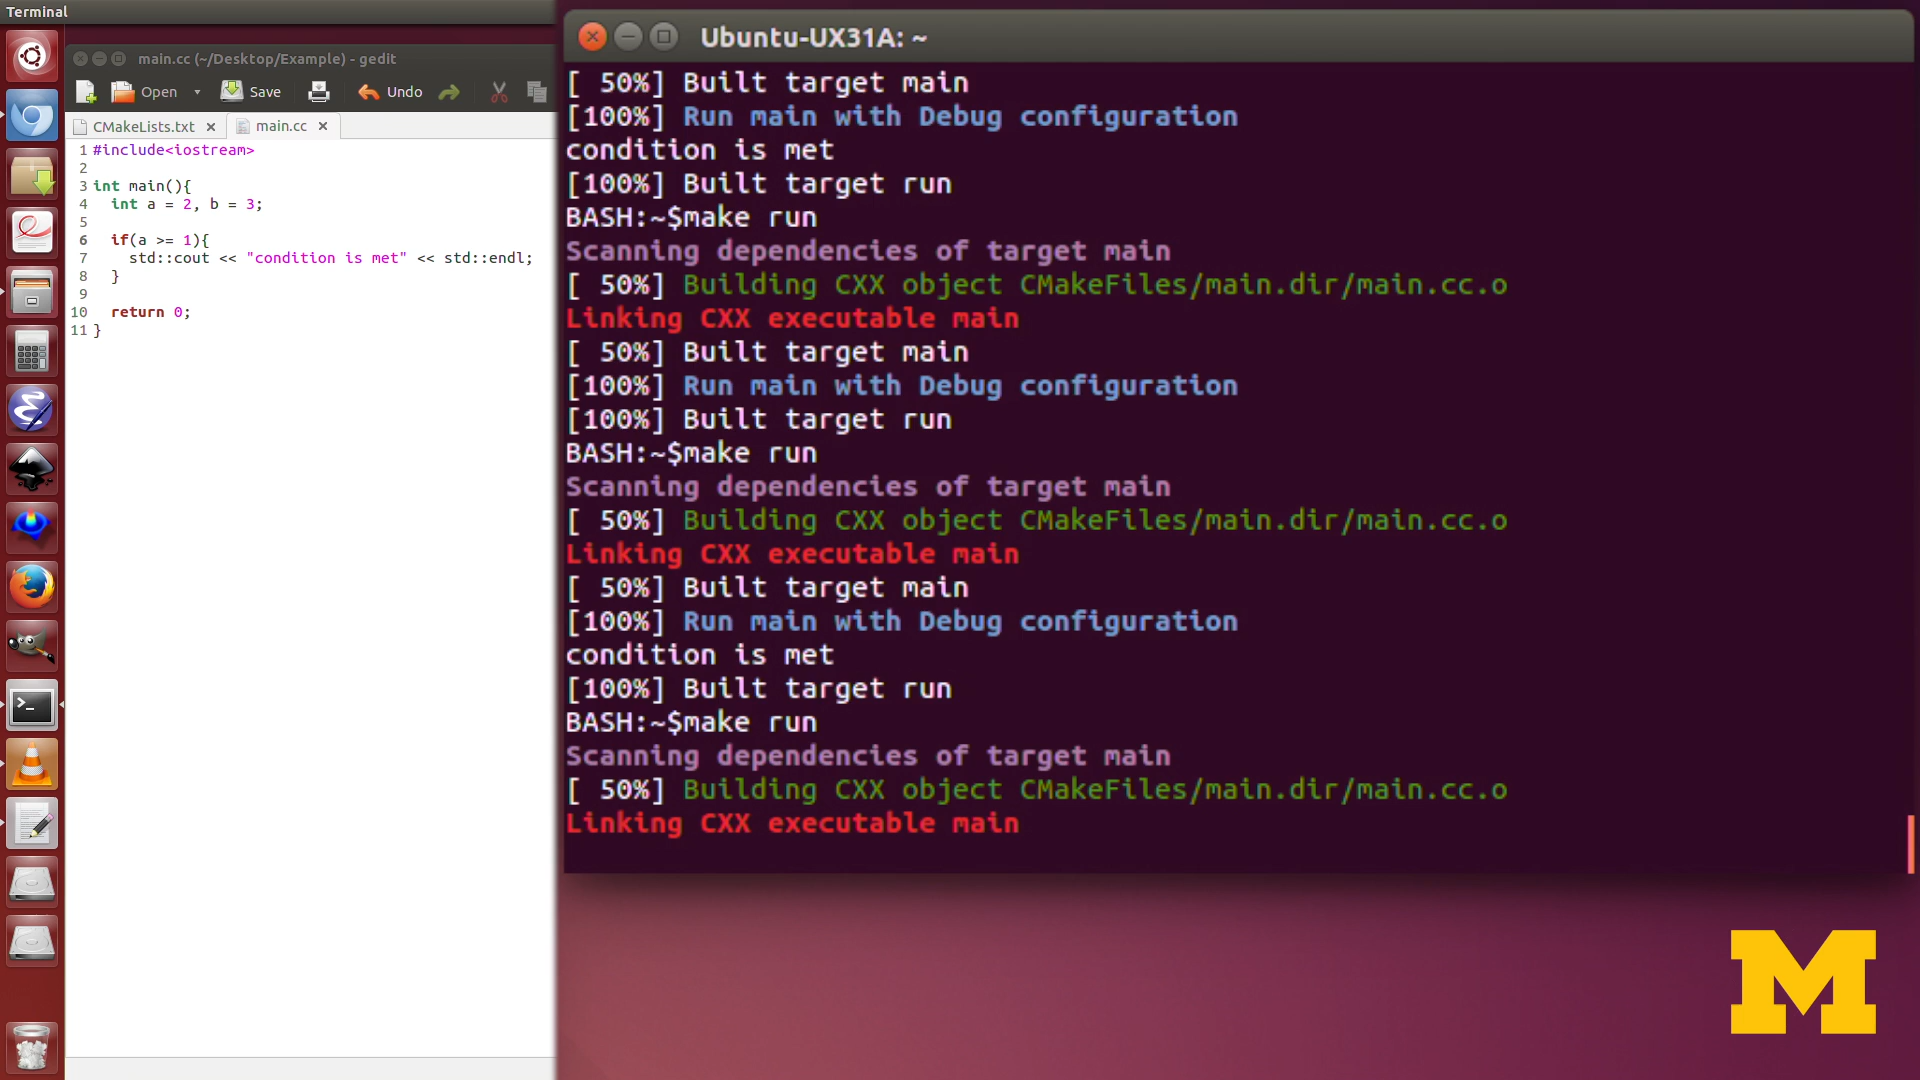 Terminal
main.cc (~/Desktop/Example) - gedit
Open Save Undo
CMakeLists.txt × main.cc ×
1 #include<iostream>
2
3 int main(){
4 int a = 2, b = 3;
5
6 if(a >= 1){
7 std::cout << "condition is met" << std::endl;
8 }
9
10 return 0;
11 }
Ubuntu-UX31A: ~
[ 50%] Built target main
[100%] Run main with Debug configuration
condition is met
[100%] Built target run
BASH:~$make run
Scanning dependencies of target main
[ 50%] Building CXX object CMakeFiles/main.dir/main.cc.o
Linking CXX executable main
[ 50%] Built target main
[100%] Run main with Debug configuration
[100%] Built target run
BASH:~$make run
Scanning dependencies of target main
[ 50%] Building CXX object CMakeFiles/main.dir/main.cc.o
Linking CXX executable main
[ 50%] Built target main
[100%] Run main with Debug configuration
condition is met
[100%] Built target run
BASH:~$make run
Scanning dependencies of target main
[ 50%] Building CXX object CMakeFiles/main.dir/main.cc.o
Linking CXX executable main
M